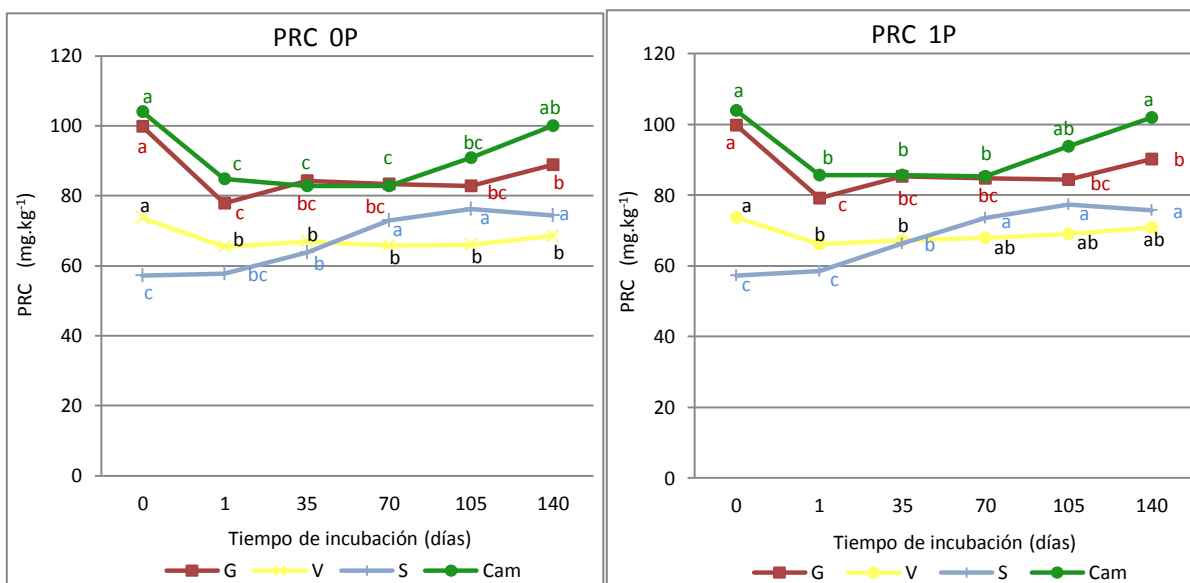 PRC 0P
120
100
80
60
40
20
0
PRC (mg.kg-1)
a
c
c
c
bc
ab
a
c
bc
bc
bc
b
a
b
b
b
b
b
c
bc
b
a
a
a
0 1 35 70 105 140
Tiempo de incubación (días)
G V S Cam
PRC 1P
120
100
80
60
40
20
0
PRC (mg.kg-1)
a
b
b
b
ab
a
a
c
bc
bc
bc
b
a
b
b
ab
ab
ab
c
c
b
a
a
a
0 1 35 70 105 140
Tiempo de incubación (días)
G V S Cam